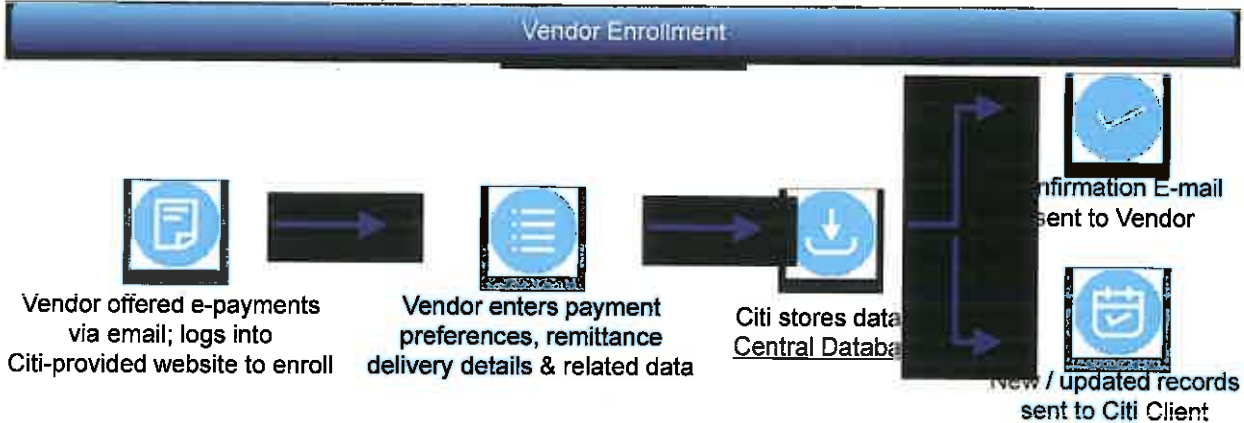 Vendor Enrollment
Vendor offered e-payments
via email; logs into
Citi-provided website to enroll
Vendor enters payment
preferences, remittance
delivery details & related data
Citi stores data
Central
E-mail
sent to Vendor
New / updated records
sent to Citi Client